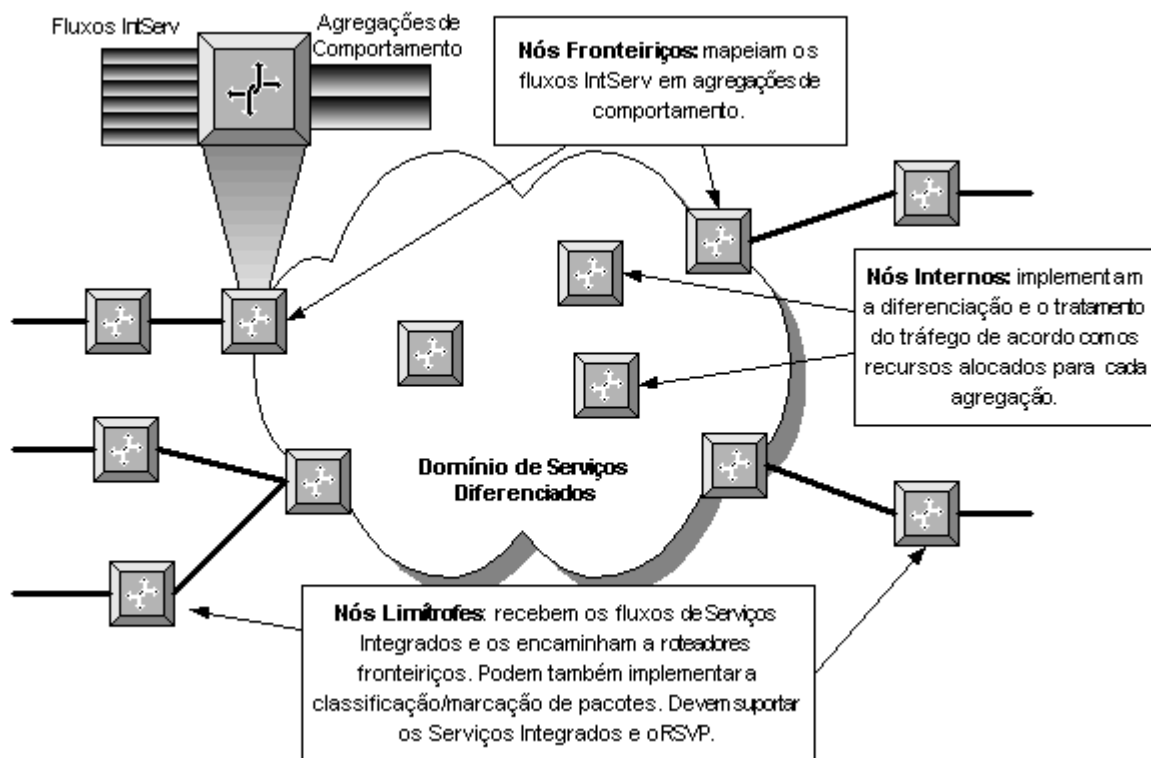 Fluxos IntServ
Agregações de
Comportamento
Nós Fronteiriços: mapeiam os
fluxos IntServ em agregações de
comportamento.
Nós Internos: implementam
a diferenciação e o tratamento
do tráfego de acordo com os
recursos alocados para cada
agregação.
Domínio de Serviços
Diferenciados
Nós Limítrofes: recebem os fluxos de Serviços
Integrados e os encaminham a roteadores
fronteiriços. Podem também implementar a
classificação/marcação de pacotes. Devem suportar
os Serviços Integrados e o RSVP.